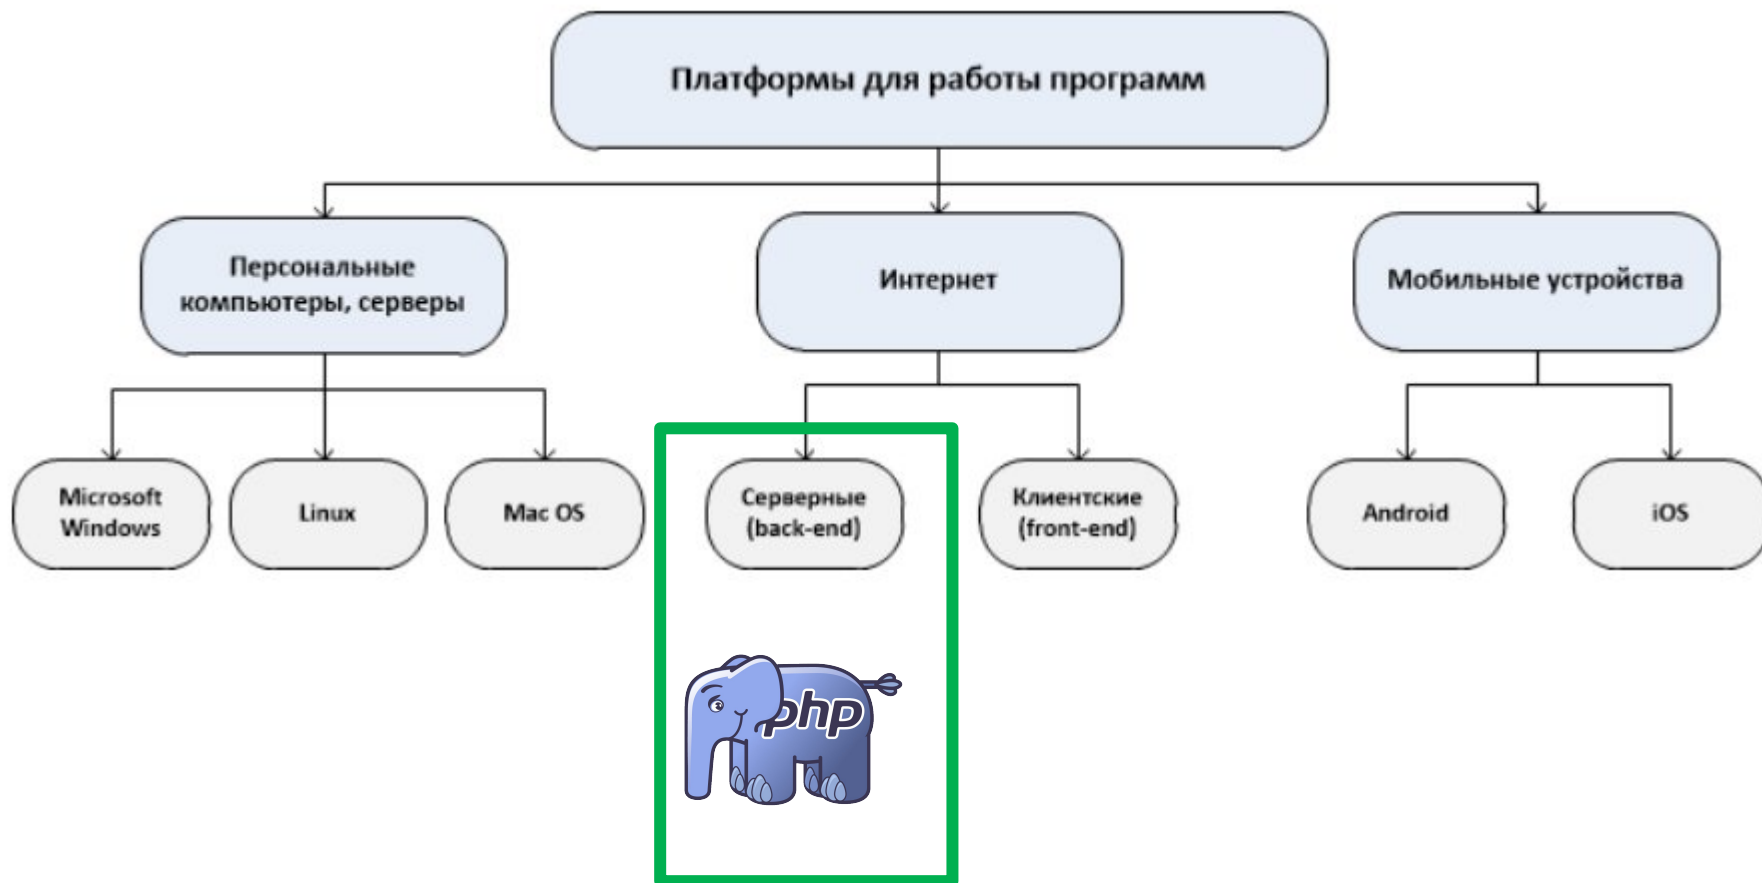 Платформы для работы программ
Персональные
компьютеры, серверы
Интернет
Мобильные устройства
Microsoft
Windows
Linux
Mac OS
Серверные
(back-end)
Клиентские
(front-end)
Android
iOS
php